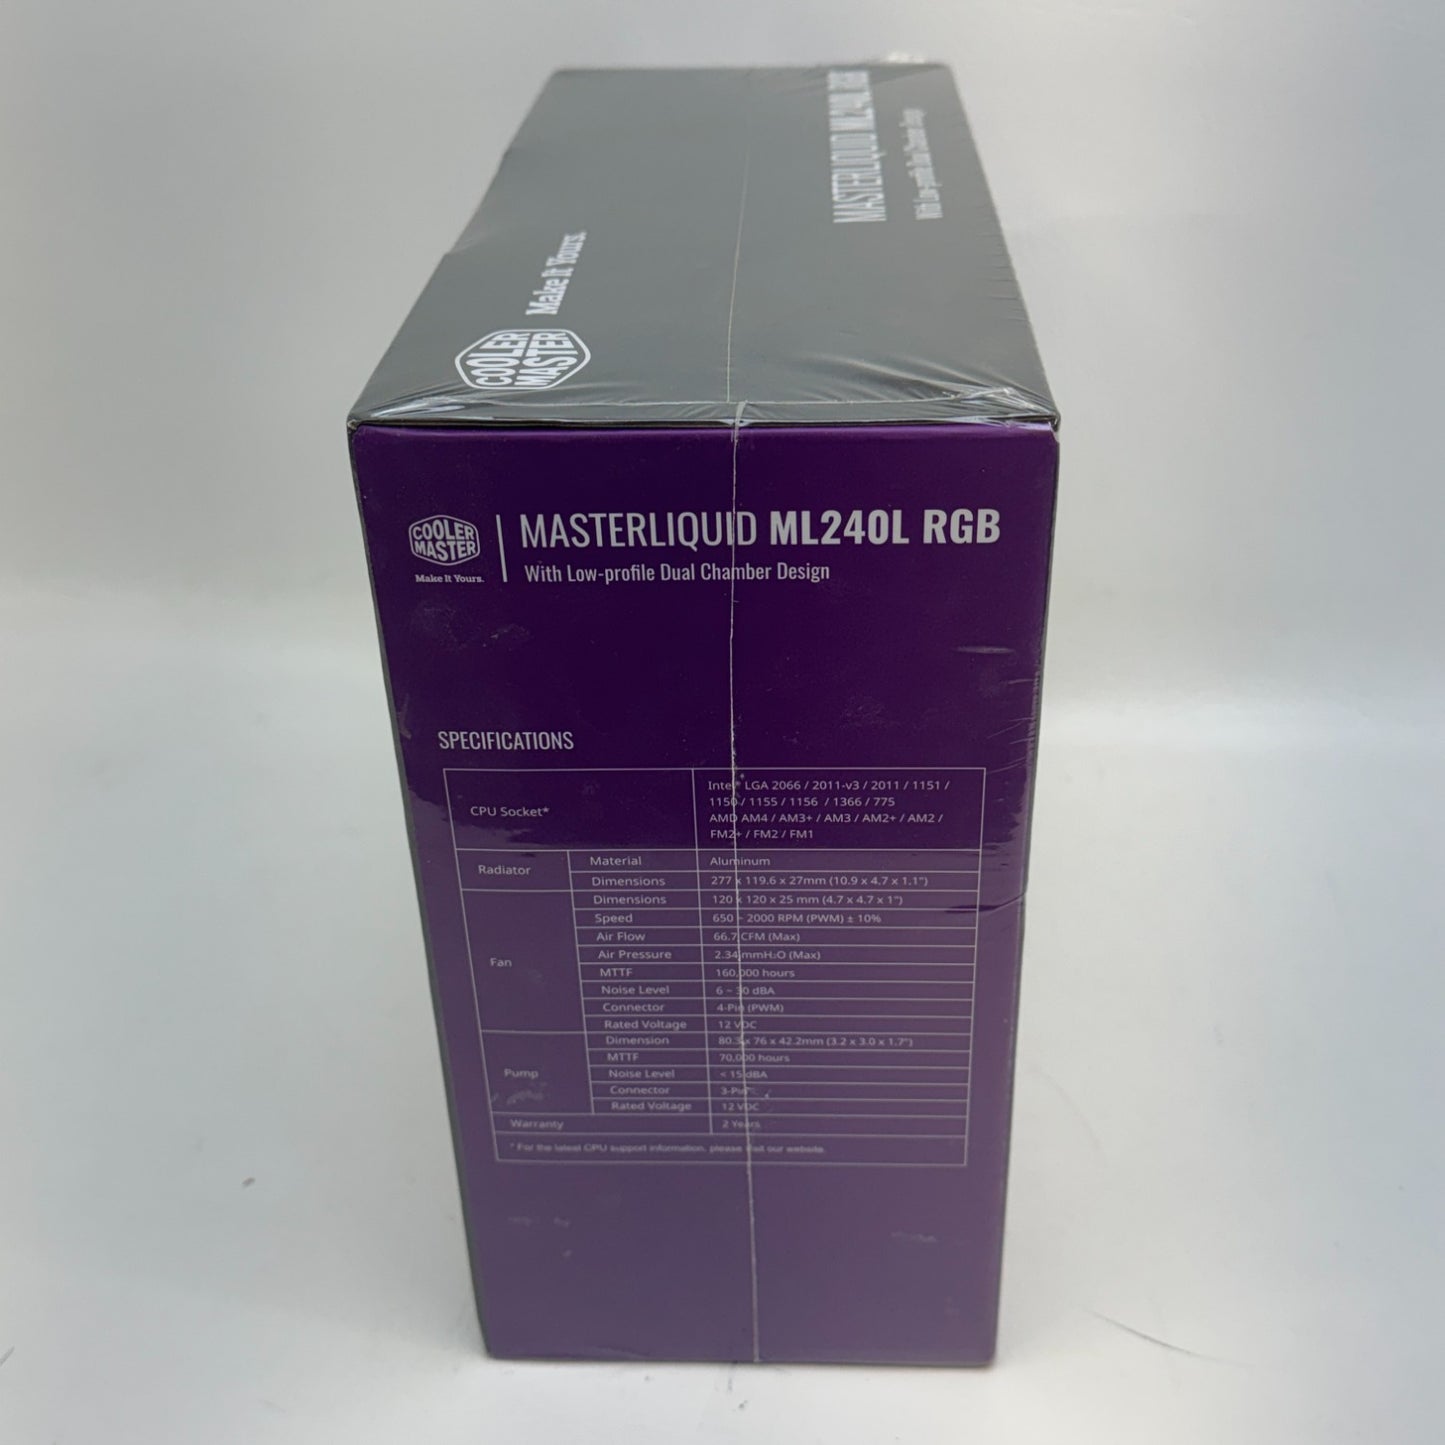 MASTERLIQUID ML240L RGB
With Low-profile Dual Chamber Design
COOLER MASTER
Make It Yours.
COOLER MASTER
Make It Yours.
MASTERLIQUID ML240L RGB
With Low-profile Dual Chamber Design
SPECIFICATIONS
CPU Socket*
Intel® LGA 2066 / 2011-v3 / 2011 / 1151 /
1150 / 1155 / 1156 / 1366 / 775
AMD AM4 / AM3+ / AM3 / AM2+ / AM2 /
FM2+ / FM2 / FM1
Radiator
Material Aluminum
Dimensions 277 x 119.6 x 27mm (10.9 x 4.7 x 1.1")
Fan
Dimensions 120 x 120 x 25 mm (4.7 x 4.7 x 1")
Speed 650 ~ 2000 RPM (PWM) ± 10%
Air Flow 66.7 CFM (Max)
Air Pressure 2.34 mmH₂O (Max)
MTTF 160,000 hours
Noise Level 6 ~ 30 dBA
Connector 4-Pin (PWM)
Rated Voltage 12 VDC
Pump
Dimension 80.3 x 76 x 42.2mm (3.2 x 3.0 x 1.7")
MTTF 70,000 hours
Noise Level < 15 dBA
Connector 3-Pin
Rated Voltage 12 VDC
Warranty 2 Years
* For the latest CPU support information, please visit our website.